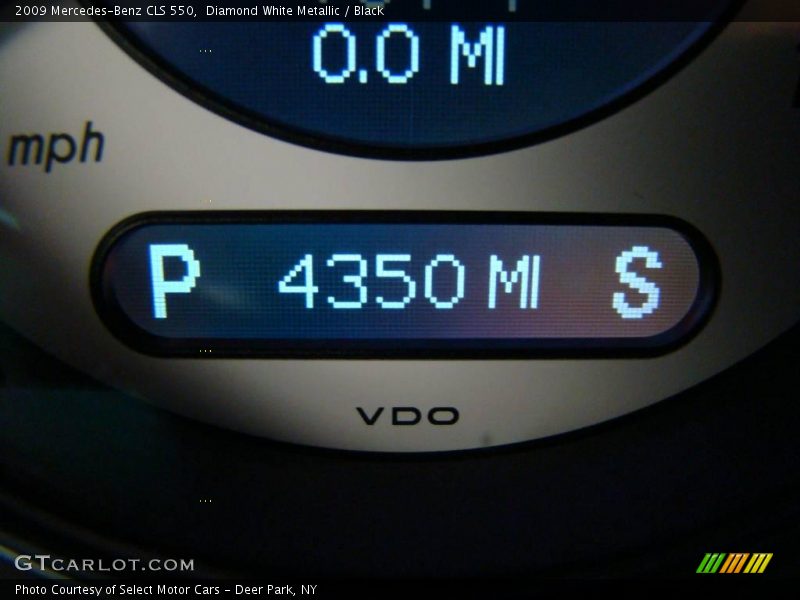 2009 Mercedes-Benz CLS 550,  Diamond White Metallic / Black
0.0 MI
mph
P 4350 MI S
VDO
GTCARLOT.COM
Photo Courtesy of Select Motor Cars - Deer Park, NY